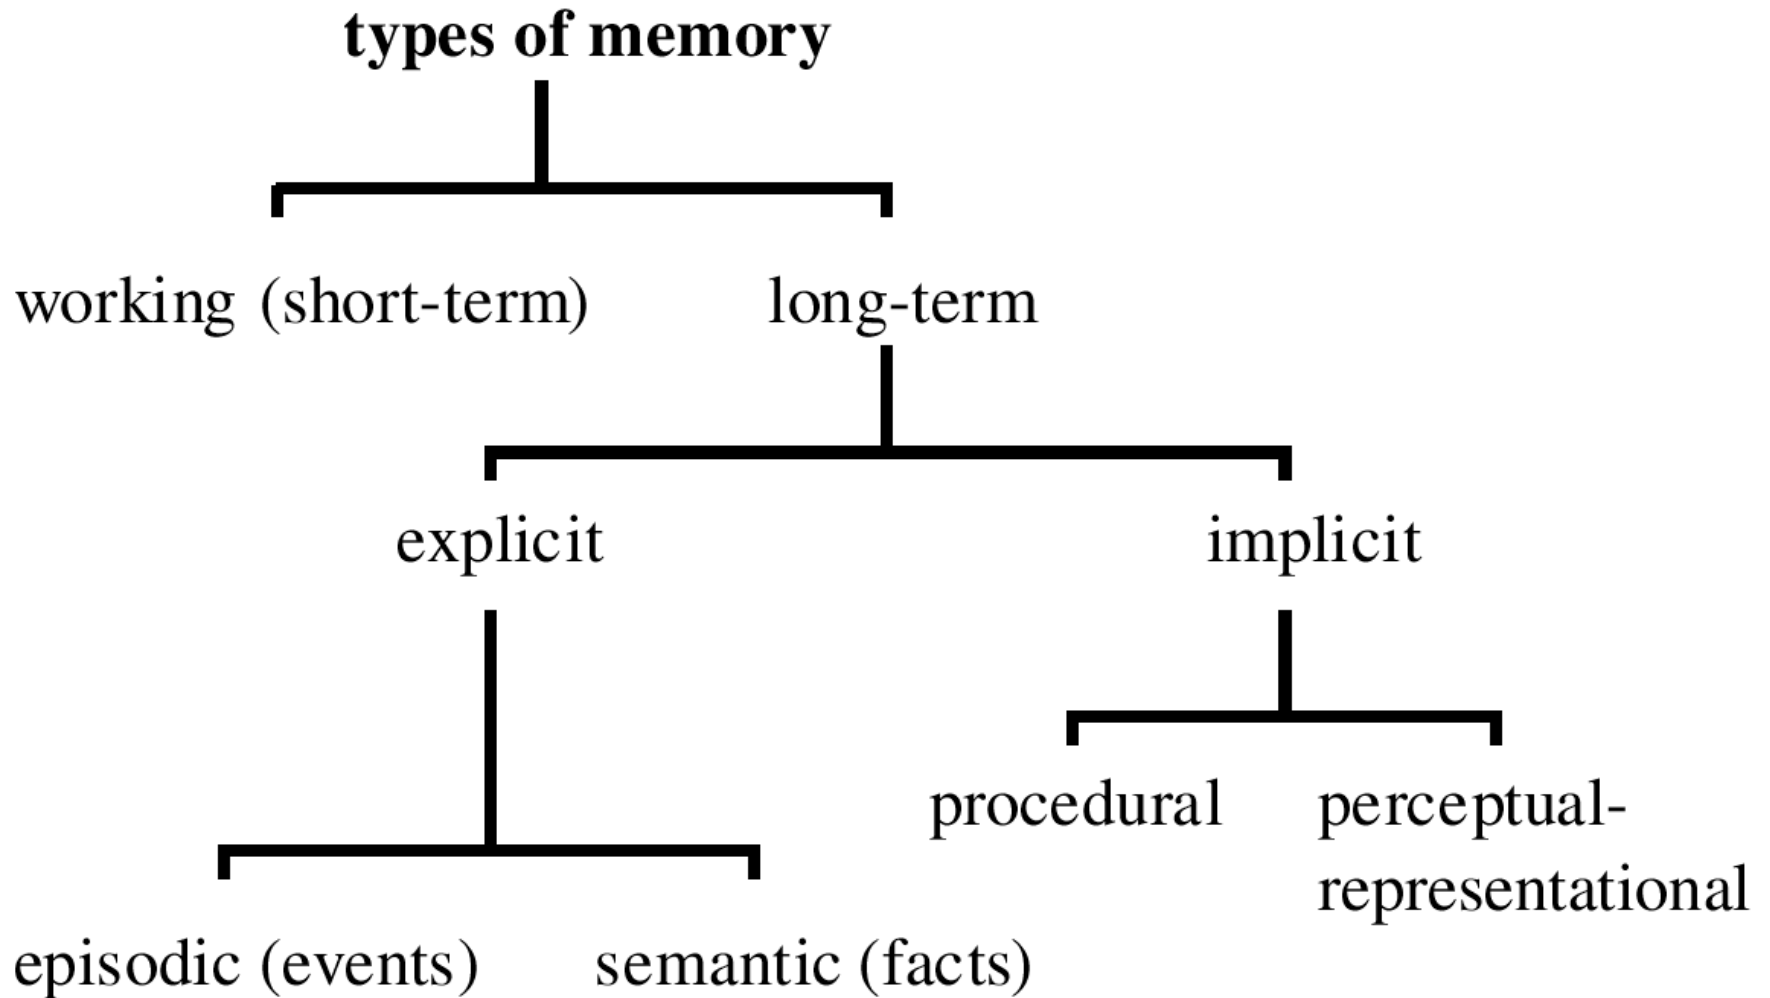 types of memory
working (short-term)
long-term
explicit
implicit
procedural
perceptual-
representational
episodic (events)
semantic (facts)